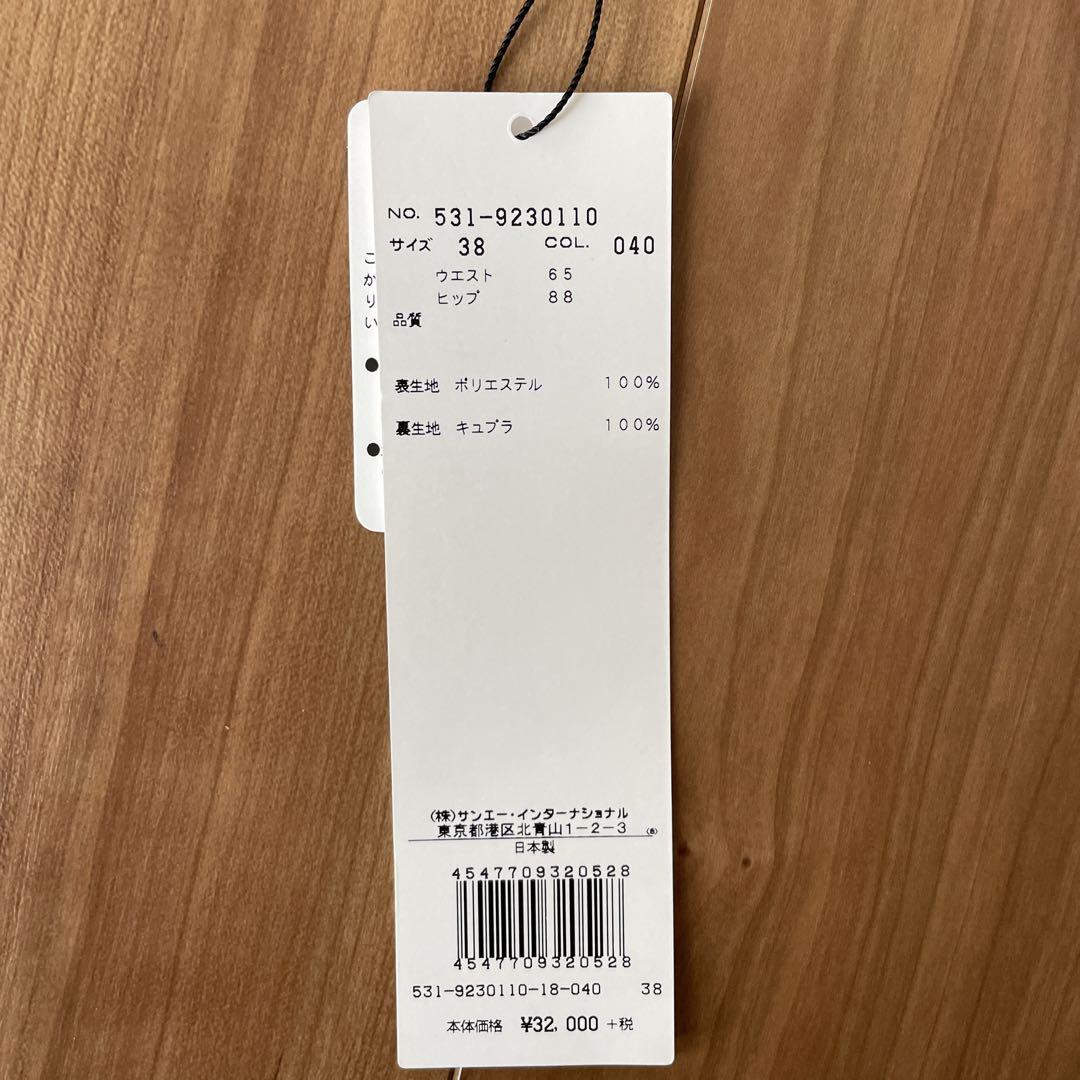 NO. 531-9230110
サイズ 38 COL. 040
ウエスト 65
ヒップ 88
品質
表生地 ポリエステル 100%
裏生地 キュプラ 100%
(株)サンエー・インターナショナル
東京都港区北青山1-2-3
日本製
4547709320528
4547709320528
531-9230110-18-040 38
本体価格 ¥32,000 +税
こ
か
り
い
●
●